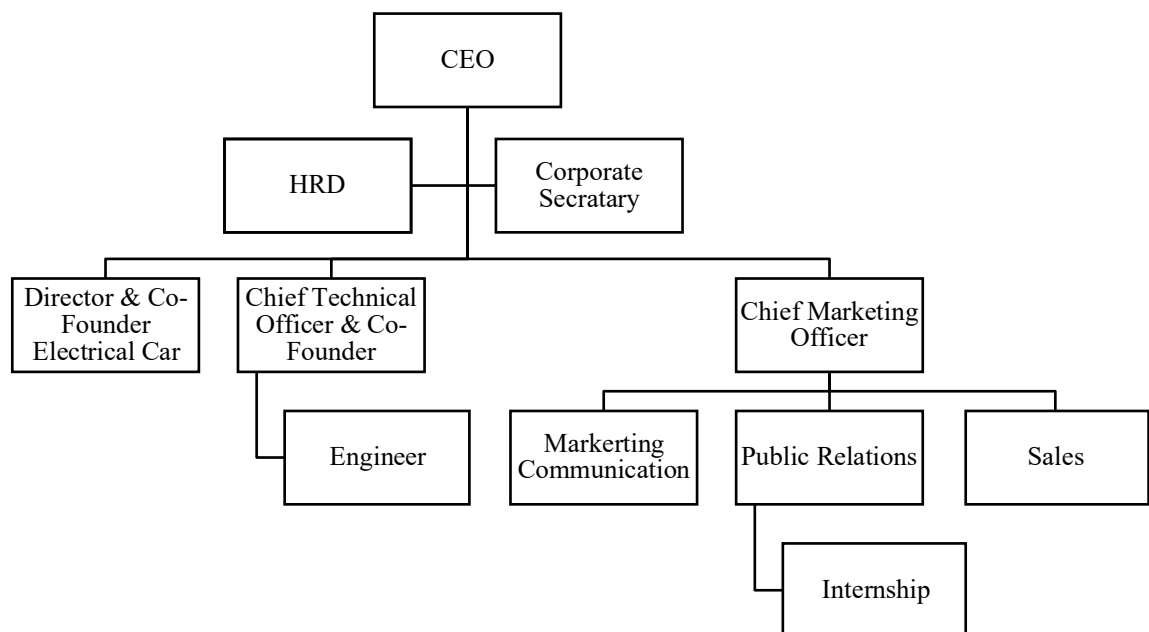 CEO
HRD
Corporate
Secratary
Director & Co-
Founder
Electrical Car
Chief Technical
Officer & Co-
Founder
Chief Marketing
Officer
Engineer
Markerting
Communication
Public Relations
Sales
Internship